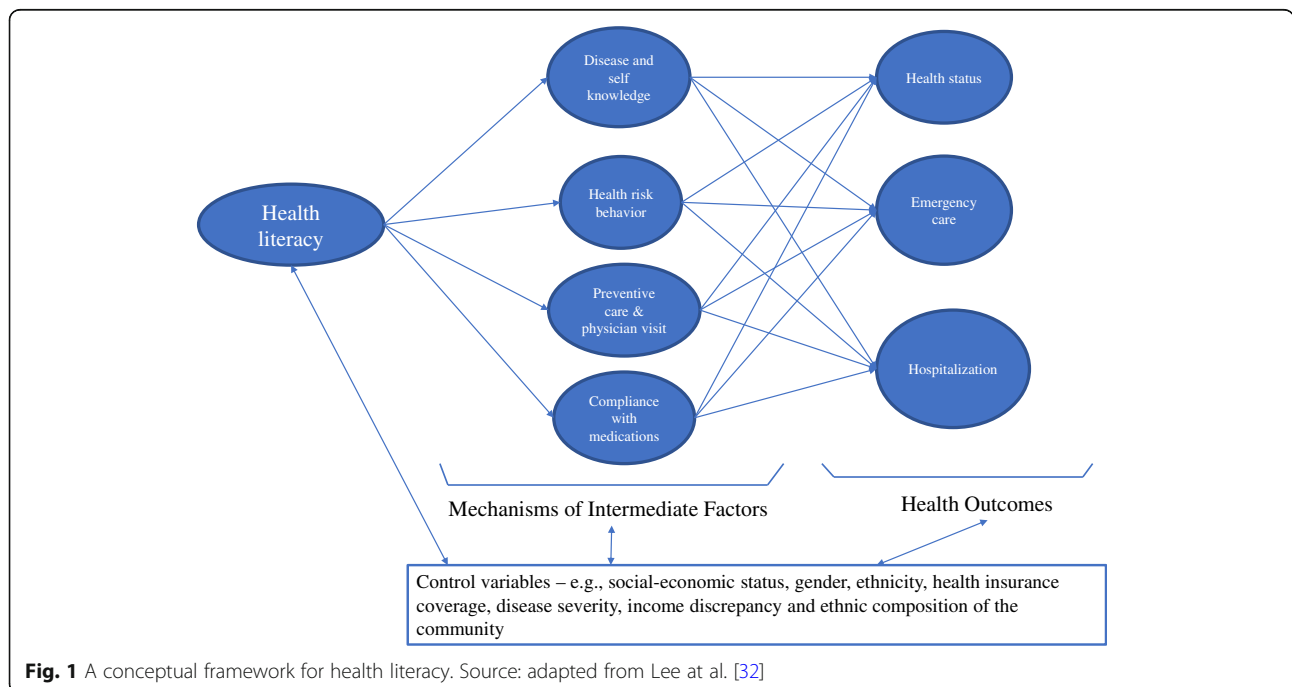 Disease and
self
knowledge
Health status
Health risk
behavior
Emergency
care
Health
literacy
Preventive
care &
physician visit
Hospitalization
Compliance
with
medications
Mechanisms of Intermediate Factors
Health Outcomes
Control variables – e.g., social-economic status, gender, ethnicity, health insurance
coverage, disease severity, income discrepancy and ethnic composition of the
community
Fig. 1 A conceptual framework for health literacy. Source: adapted from Lee at al. [32]